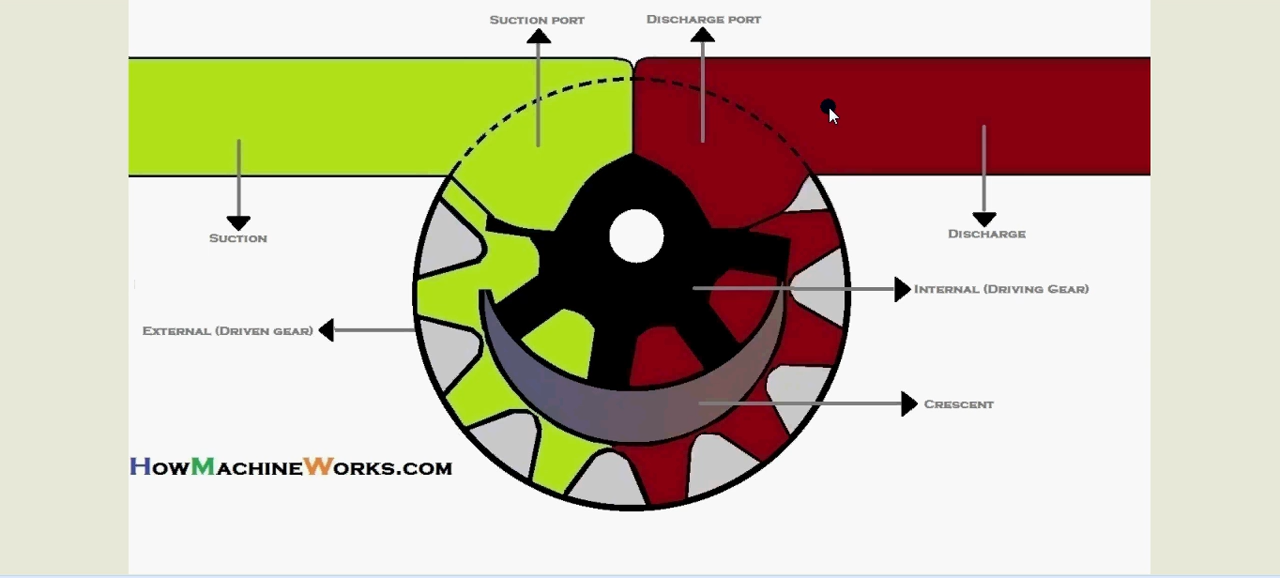 Suction port
Discharge port
Suction
Discharge
Internal (Driving Gear)
External (Driven gear)
Crescent
HowMachineWorks.com